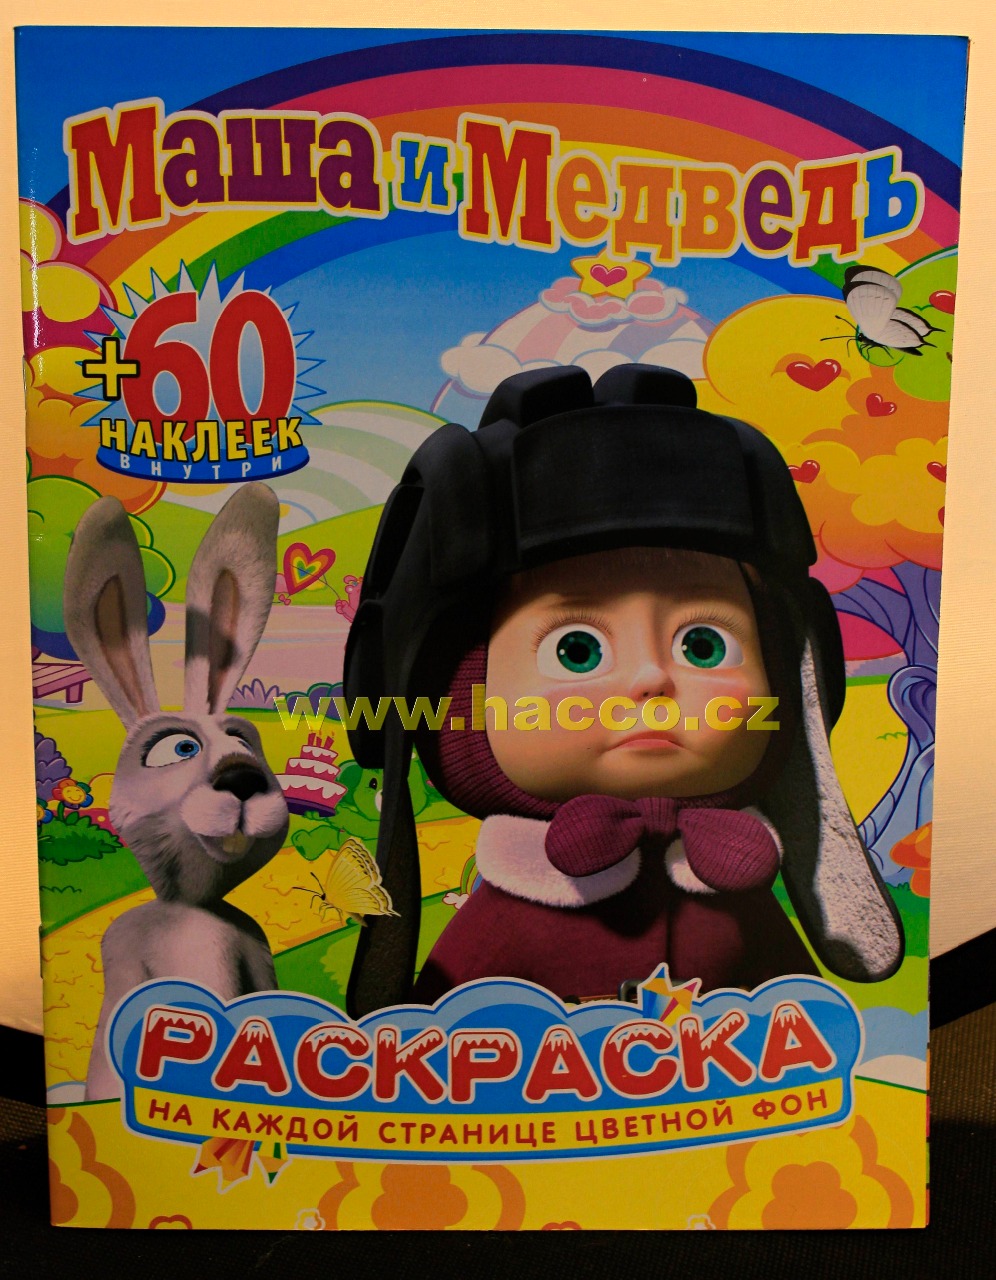 Маша и Медведь
+60
НАКЛЕЕК
ВНУТРИ
www.hacco.cz
РАСКРАСКА
НА КАЖДОЙ СТРАНИЦЕ ЦВЕТНОЙ ФОН